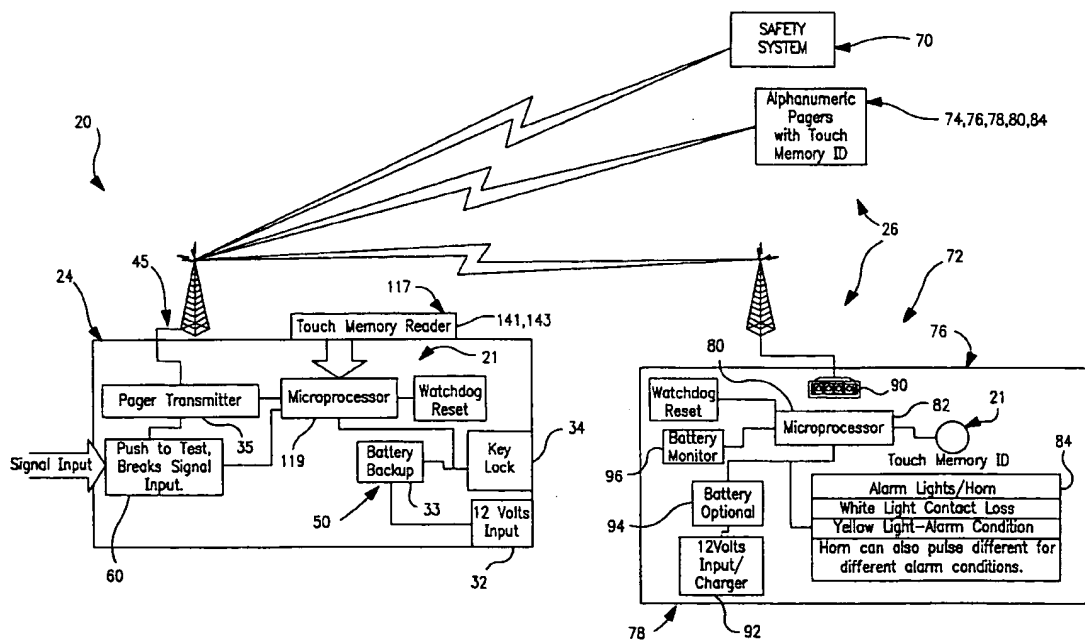 SAFETY
SYSTEM
70
Alphanumeric
Pagers
with Touch
Memory ID
74,76,78,80,84
20
26
72
45
24
117
Touch Memory Reader
141,143
21
Pager Transmitter
35
Microprocessor
119
Watchdog
Reset
Signal Input
Push to Test,
Breaks Signal
Input.
60
Battery
Backup
33
50
Key
Lock
34
12 Volts
Input
32
76
80
90
Watchdog
Reset
82
Microprocessor
21
Touch Memory ID
Battery
Monitor
96
84
Battery
Optional
94
Alarm Lights/Horn
White Light Contact Loss
Yellow Light-Alarm Condition
Horn can also pulse different for
different alarm conditions.
12Volts
Input/
Charger
92
78